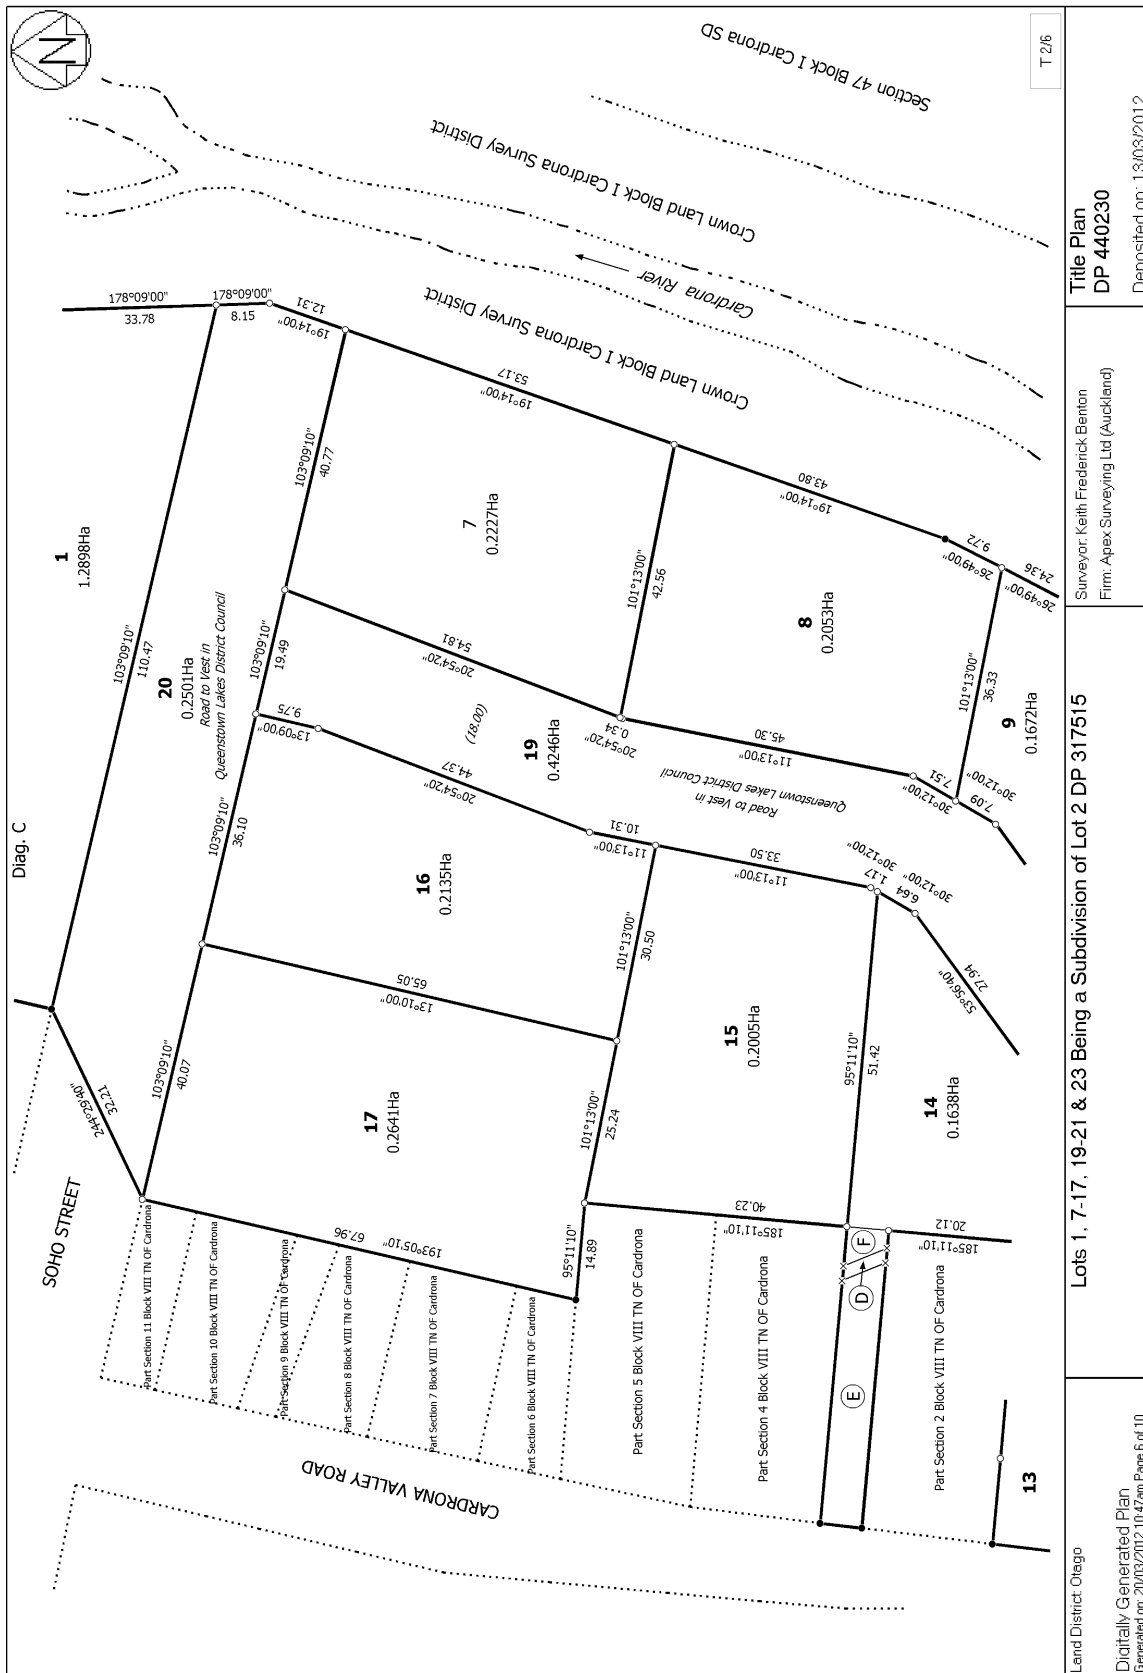 Diag. C
N
T 2/6
SOHO STREET
CARDRONA VALLEY ROAD
Section 47 Block I Cardrona SD
Crown Land Block I Cardrona Survey District
Cardrona River
Crown Land Block I Cardrona Survey District
178°09'00"
33.78
178°09'00"
8.15
12.31
19°14'00"
53.17
19°14'00"
43.80
19°14'00"
9.72
26°49'00"
24.36
26°49'00"
1
1.2898Ha
103°09'10"
110.47
20
0.2501Ha
Road to Vest in
Queenstown Lakes District Council
244°29'40"
32.21
103°09'10"
40.07
103°09'10"
36.10
103°09'10"
19.49
103°09'10"
40.77
7
0.2227Ha
101°13'00"
42.56
54.81
20°54'20"
9.75
13°09'00"
(18.00)
44.37
20°54'20"
19
0.4246Ha
0.34
20°54'20"
Road to Vest in
Queenstown Lakes District Council
8
0.2053Ha
45.30
11°13'00"
7.51
30°12'00"
101°13'00"
36.33
9
0.1672Ha
7.09
30°12'00"
16
0.2135Ha
10.31
11°13'00"
101°13'00"
30.50
65.05
13°10'00"
33.50
11°13'00"
1.17
30°12'00"
6.64
30°12'00"
27.94
53°56'40"
17
0.2641Ha
101°13'00"
25.24
15
0.2005Ha
95°11'10"
51.42
14
0.1638Ha
67.96
193°05'10"
95°11'10"
14.89
40.23
185°11'10"
20.12
185°11'10"
F
D
E
13
Part Section 11 Block VIII TN OF Cardrona
Part Section 10 Block VIII TN OF Cardrona
Part Section 9 Block VIII TN OF Cardrona
Part Section 8 Block VIII TN OF Cardrona
Part Section 7 Block VIII TN OF Cardrona
Part Section 6 Block VIII TN OF Cardrona
Part Section 5 Block VIII TN OF Cardrona
Part Section 4 Block VIII TN OF Cardrona
Part Section 2 Block VIII TN OF Cardrona
Land District: Otago
Digitally Generated Plan
Generated on: 20/03/2012 10:47am Page 6 of 10
Lots 1, 7-17, 19-21 & 23 Being a Subdivision of Lot 2 DP 317515
Surveyor: Keith Frederick Benton
Firm: Apex Surveying Ltd (Auckland)
Title Plan
DP 440230
Deposited on: 13/03/2012